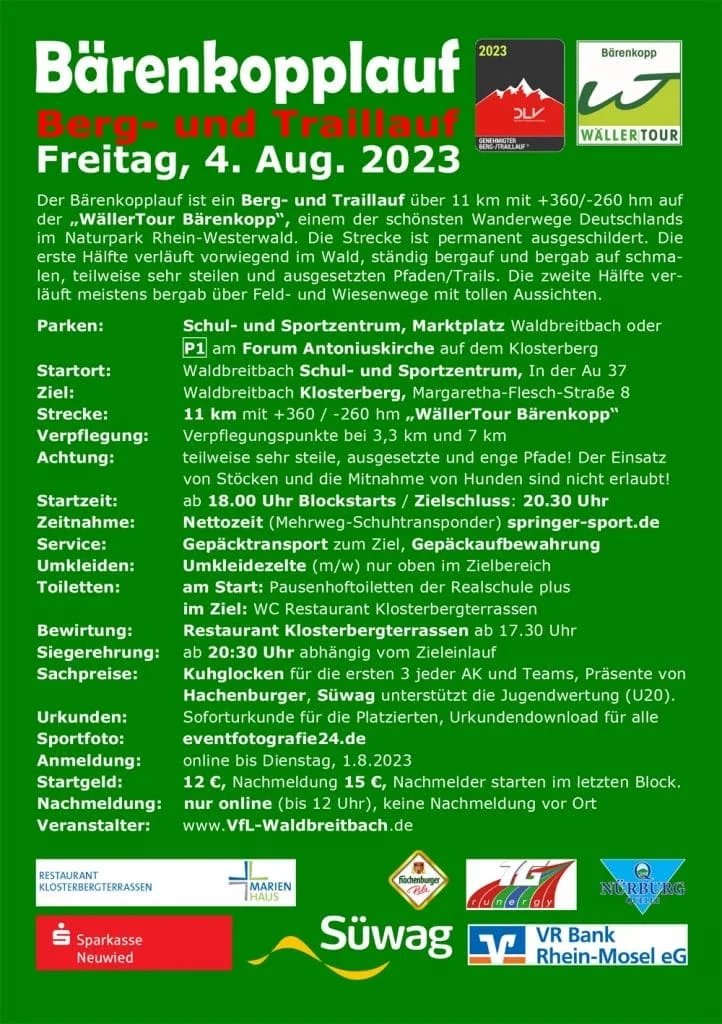 Bärenkopplauf
Berg- und Traillauf
Freitag, 4. Aug. 2023
2023
DLV
GENEHMIGTER
BERG-/TRAILLAUF
Bärenkopp
WÄLLERTOUR
Der Bärenkopplauf ist ein Berg- und Traillauf über 11 km mit +360/-260 hm auf
der „WällerTour Bärenkopp“, einem der schönsten Wanderwege Deutschlands
im Naturpark Rhein-Westerwald. Die Strecke ist permanent ausgeschildert. Die
erste Hälfte verläuft vorwiegend im Wald, ständig bergauf und bergab auf schma-
len, teilweise sehr steilen und ausgesetzten Pfaden/Trails. Die zweite Hälfte ver-
läuft meistens bergab über Feld- und Wiesenwege mit tollen Aussichten.
Parken: Schul- und Sportzentrum, Marktplatz Waldbreitbach oder
P1 am Forum Antoniuskirche auf dem Klosterberg
Startort: Waldbreitbach Schul- und Sportzentrum, In der Au 37
Ziel: Waldbreitbach Klosterberg, Margaretha-Flesch-Straße 8
Strecke: 11 km mit +360 / -260 hm „WällerTour Bärenkopp“
Verpflegung: Verpflegungspunkte bei 3,3 km und 7 km
Achtung: teilweise sehr steile, ausgesetzte und enge Pfade! Der Einsatz
von Stöcken und die Mitnahme von Hunden sind nicht erlaubt!
Startzeit: ab 18.00 Uhr Blockstarts / Zielschluss: 20.30 Uhr
Zeitnahme: Nettozeit (Mehrweg-Schuhtransponder) springer-sport.de
Service: Gepäcktransport zum Ziel, Gepäckaufbewahrung
Umkleiden: Umkleidezelte (m/w) nur oben im Zielbereich
Toiletten: am Start: Pausenhoftoiletten der Realschule plus
im Ziel: WC Restaurant Klosterbergterrassen
Bewirtung: Restaurant Klosterbergterrassen ab 17.30 Uhr
Siegerehrung: ab 20:30 Uhr abhängig vom Zieleinlauf
Sachpreise: Kuhglocken für die ersten 3 jeder AK und Teams, Präsente von
Hachenburger, Süwag unterstützt die Jugendwertung (U20).
Urkunden: Soforturkunde für die Platzierten, Urkundendownload für alle
Sportfoto: eventfotografie24.de
Anmeldung: online bis Dienstag, 1.8.2023
Startgeld: 12 €, Nachmeldung 15 €, Nachmelder starten im letzten Block.
Nachmeldung: nur online (bis 12 Uhr), keine Nachmeldung vor Ort
Veranstalter: www.VfL-Waldbreitbach.de
RESTAURANT
KLOSTERBERGTERRASSEN
MARIEN
HAUS
Hachenburger
Pils
runergy
NÜRBURG
QUELLE
Sparkasse
Neuwied
Süwag
VR Bank
Rhein-Mosel eG